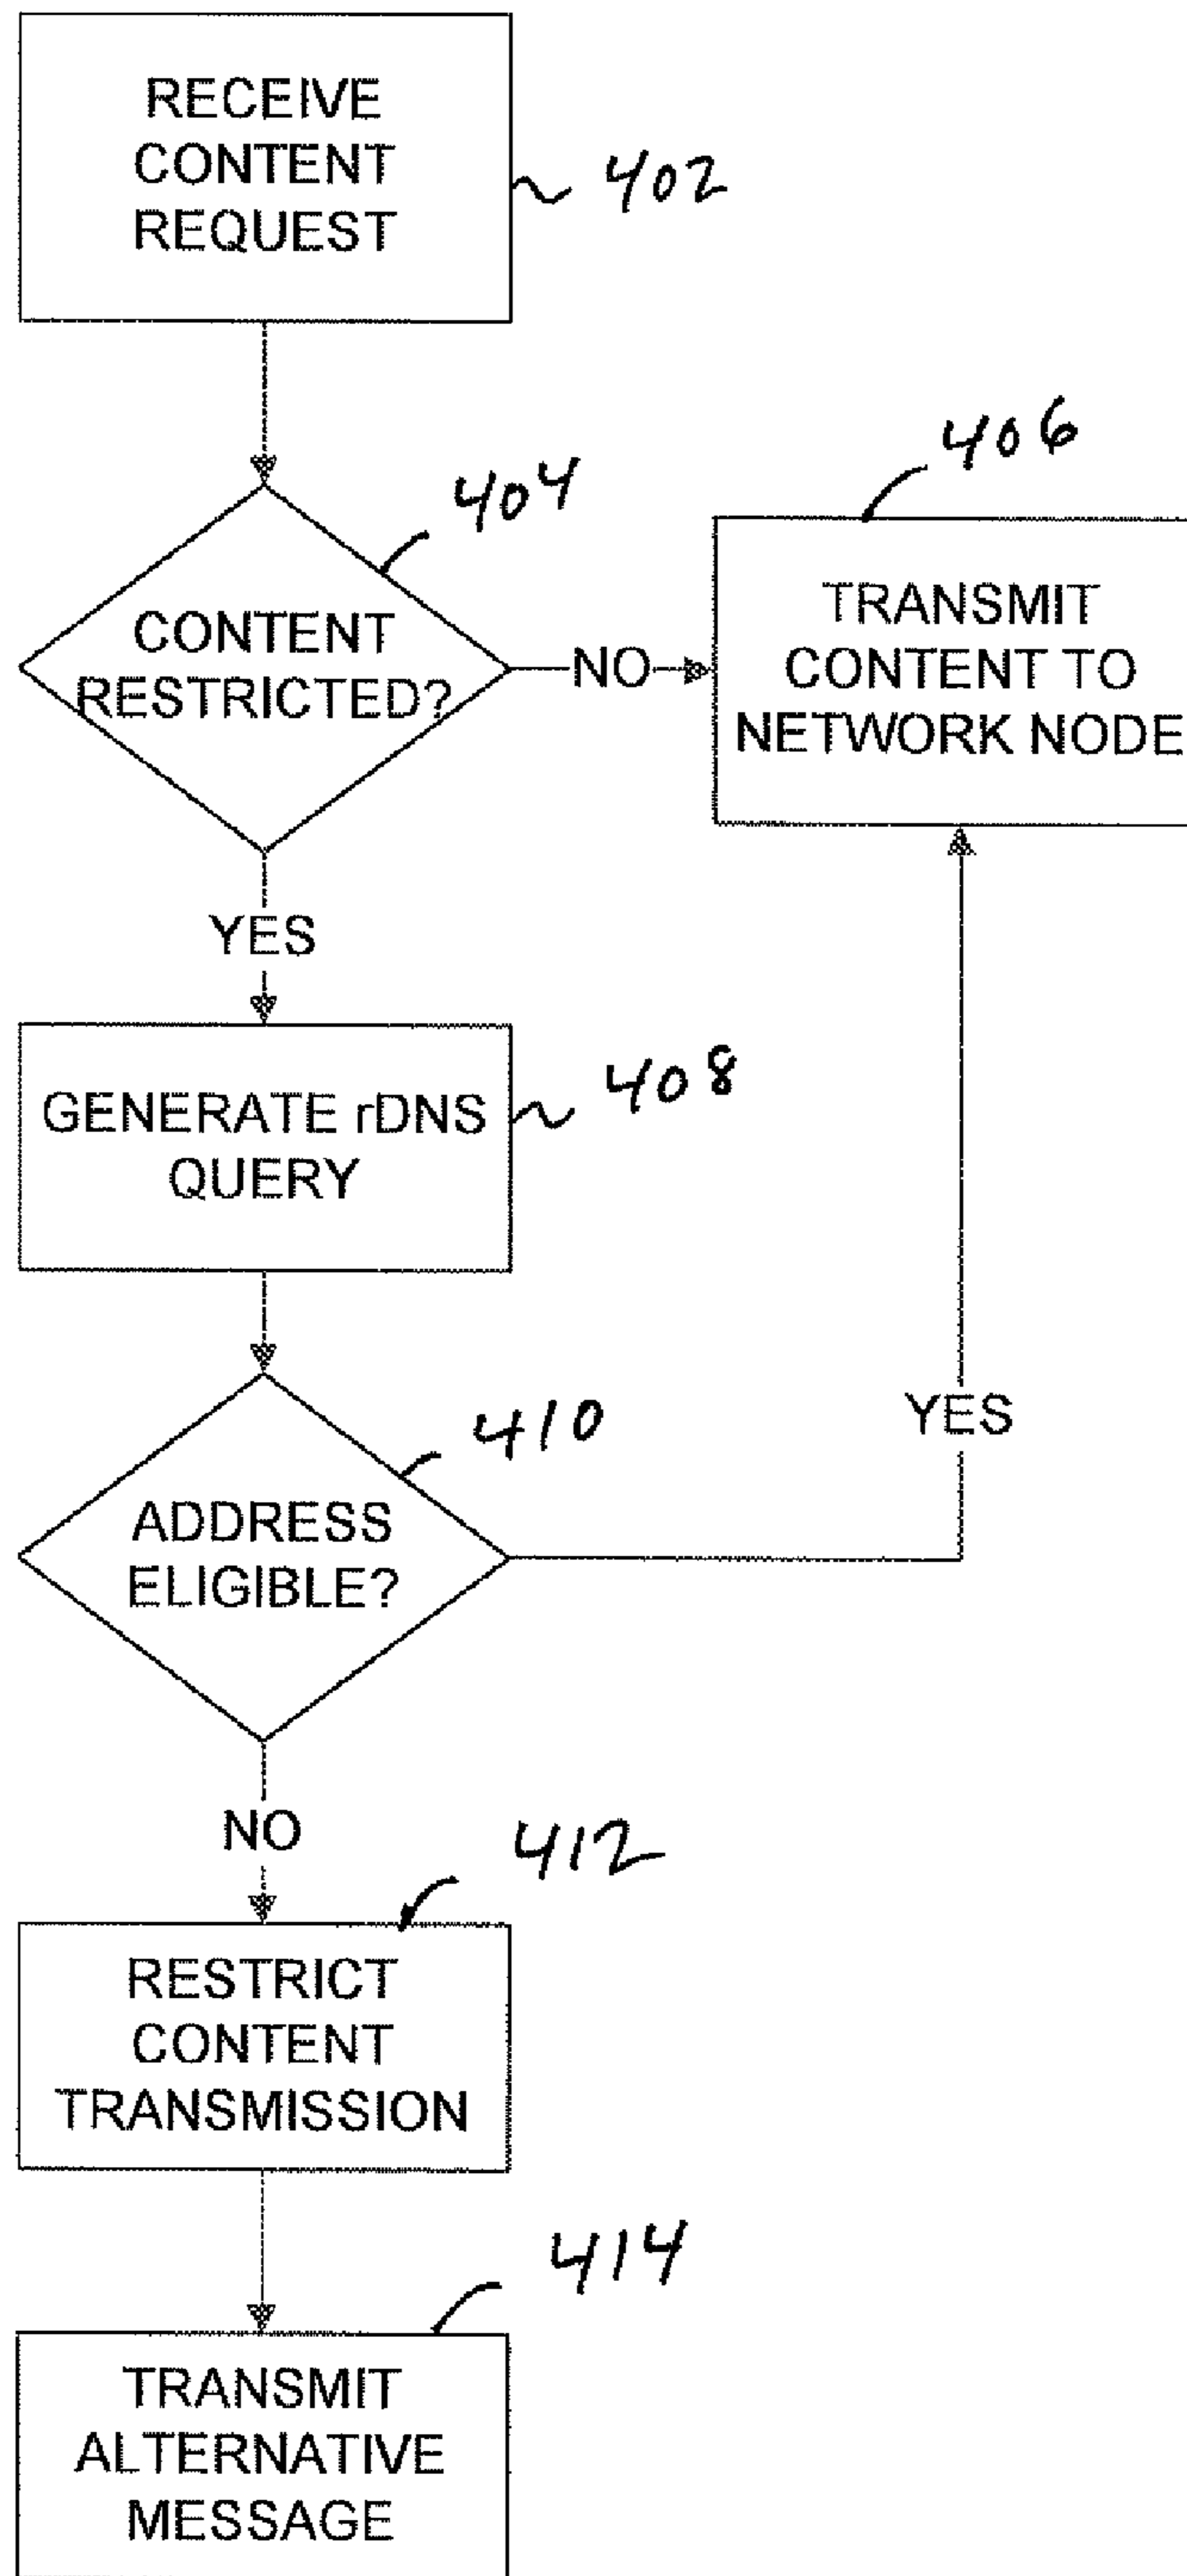 RECEIVE
CONTENT
REQUEST
402
404
CONTENT
RESTRICTED?
NO
406
TRANSMIT
CONTENT TO
NETWORK NODE
YES
GENERATE rDNS
QUERY
408
410
ADDRESS
ELIGIBLE?
YES
NO
412
RESTRICT
CONTENT
TRANSMISSION
414
TRANSMIT
ALTERNATIVE
MESSAGE